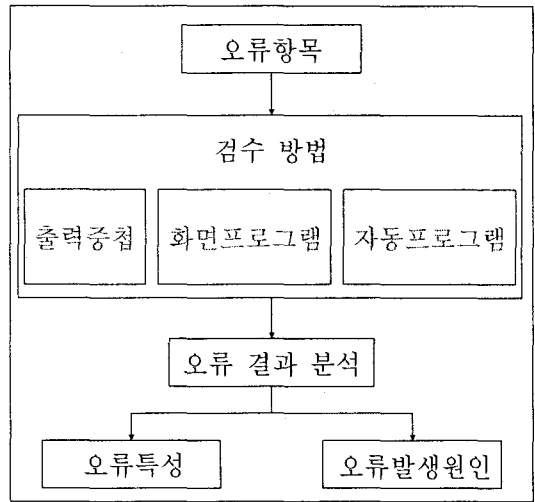 오류항목
검수 방법
출력중첩 화면프로그램 자동프로그램
오류 결과 분석
오류특성 오류발생원인